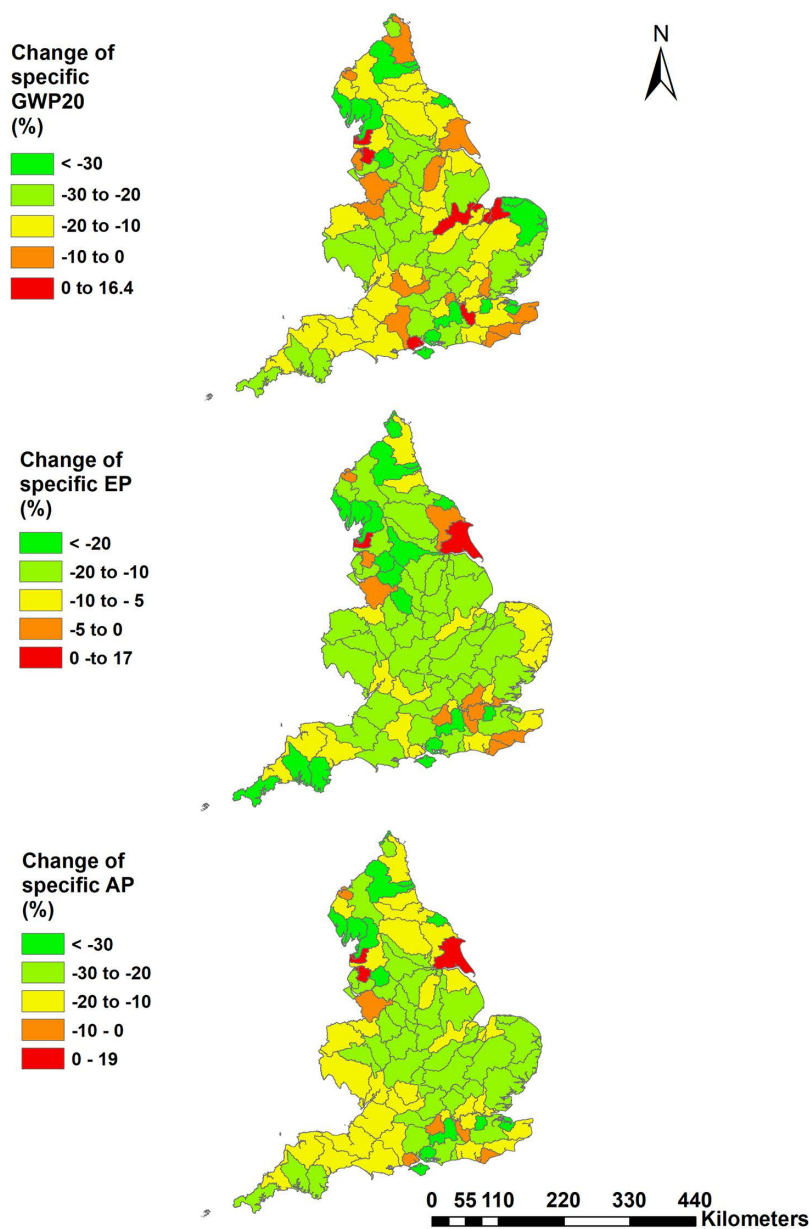 Change of
specific
GWP20
(%)
< -30
-30 to -20
-20 to -10
-10 to 0
0 to 16.4
N
Change of
specific EP
(%)
< -20
-20 to -10
-10 to - 5
-5 to 0
0 -to 17
Change of
specific AP
(%)
< -30
-30 to -20
-20 to -10
-10 - 0
0 - 19
0 55 110 220 330 440
Kilometers